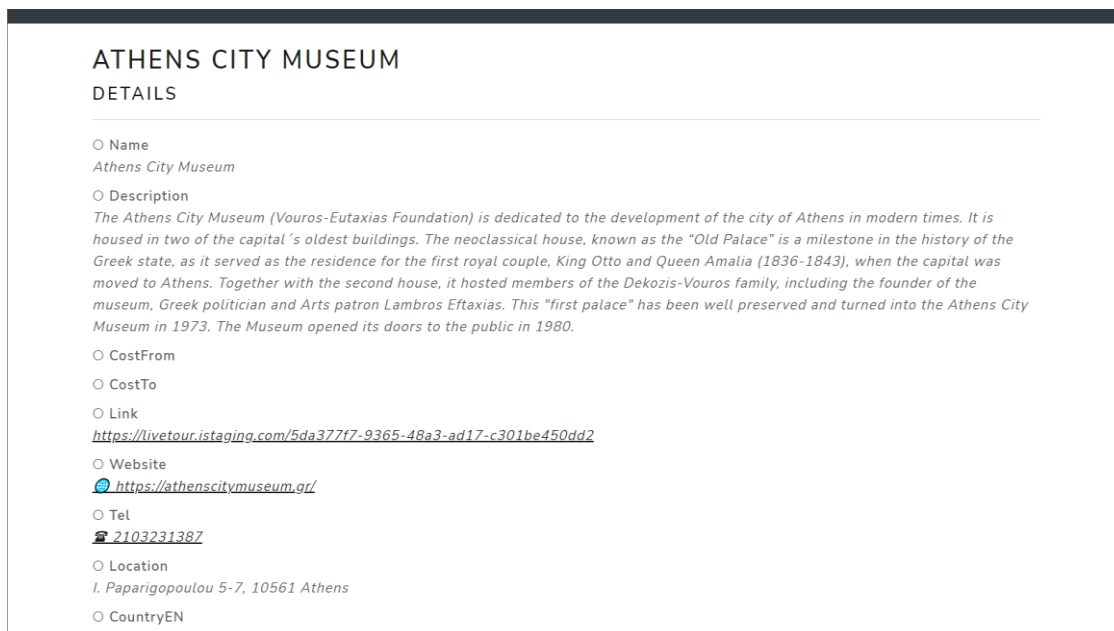 ATHENS CITY MUSEUM
DETAILS
Name
Athens City Museum
Description
The Athens City Museum (Vouros-Eutaxias Foundation) is dedicated to the development of the city of Athens in modern times. It is
housed in two of the capital´s oldest buildings. The neoclassical house, known as the “Old Palace” is a milestone in the history of the
Greek state, as it served as the residence for the first royal couple, King Otto and Queen Amalia (1836-1843), when the capital was
moved to Athens. Together with the second house, it hosted members of the Dekozis-Vouros family, including the founder of the
museum, Greek politician and Arts patron Lambros Eftaxias. This "first palace" has been well preserved and turned into the Athens City
Museum in 1973. The Museum opened its doors to the public in 1980.
CostFrom
CostTo
Link
https://livetour.istaging.com/5da377f7-9365-48a3-ad17-c301be450dd2
Website
https://athenscitymuseum.gr/
Tel
☎ 2103231387
Location
I. Paparigopoulou 5-7, 10561 Athens
CountryEN